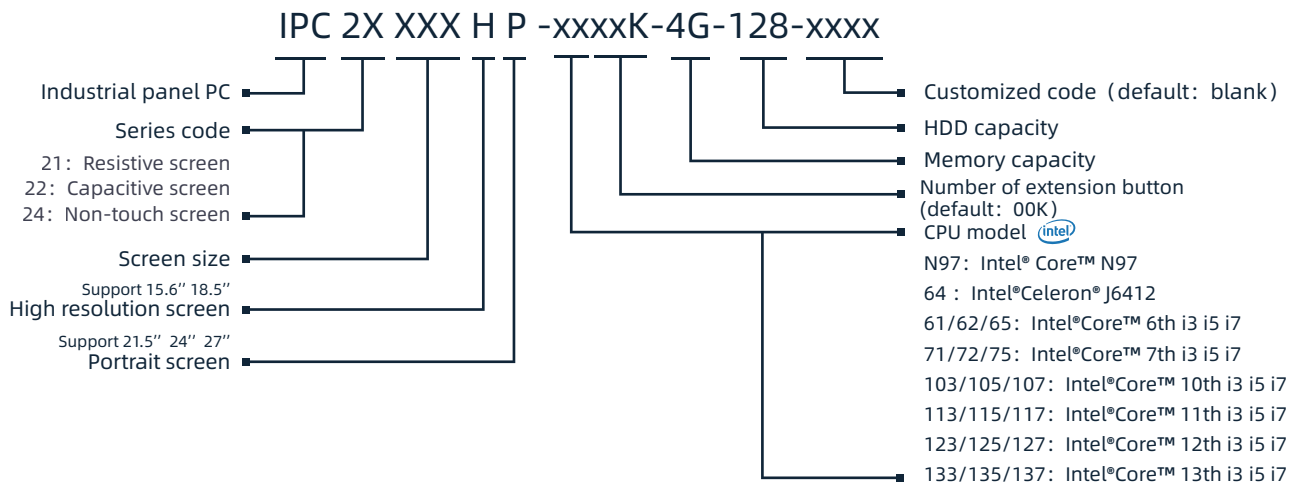 IPC 2X XXX H P -xxxxK-4G-128-xxxx
Industrial panel PC
Series code
21: Resistive screen
22: Capacitive screen
24: Non-touch screen
Screen size
Support 15.6’’ 18.5’’
High resolution screen
Support 21.5’’ 24’’ 27’’
Portrait screen
Customized code (default: blank)
HDD capacity
Memory capacity
Number of extension button
(default: 00K)
CPU model intel
N97: Intel® Core™ N97
64 : Intel®Celeron® J6412
61/62/65: Intel®Core™ 6th i3 i5 i7
71/72/75: Intel®Core™ 7th i3 i5 i7
103/105/107: Intel®Core™ 10th i3 i5 i7
113/115/117: Intel®Core™ 11th i3 i5 i7
123/125/127: Intel®Core™ 12th i3 i5 i7
133/135/137: Intel®Core™ 13th i3 i5 i7